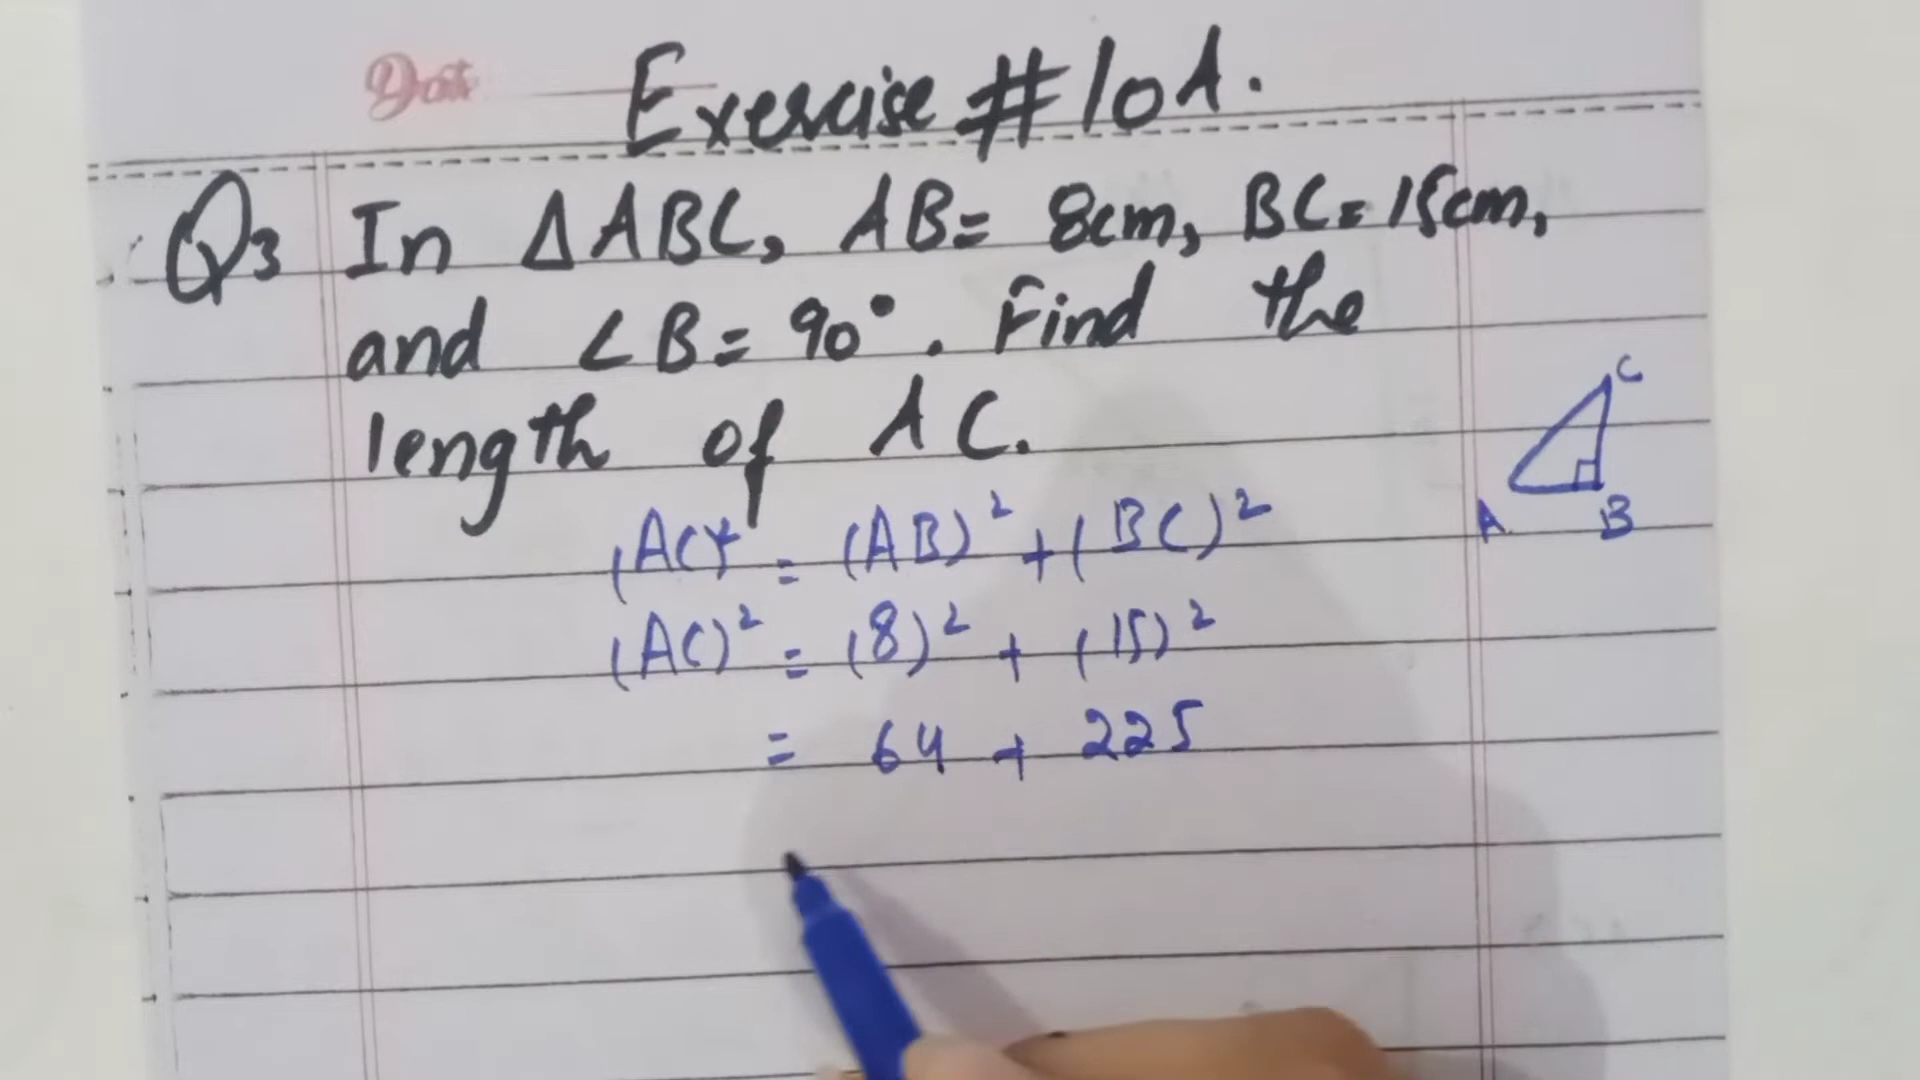 Date
Exercise #10A.
Q3 In ΔABC, AB= 8cm, BC=15cm,
and ∠B= 90°. Find the
length of AC.
C
A B
(AC)² = (AB)² + (BC)²
(AC)² = (8)² + (15)²
= 64 + 225